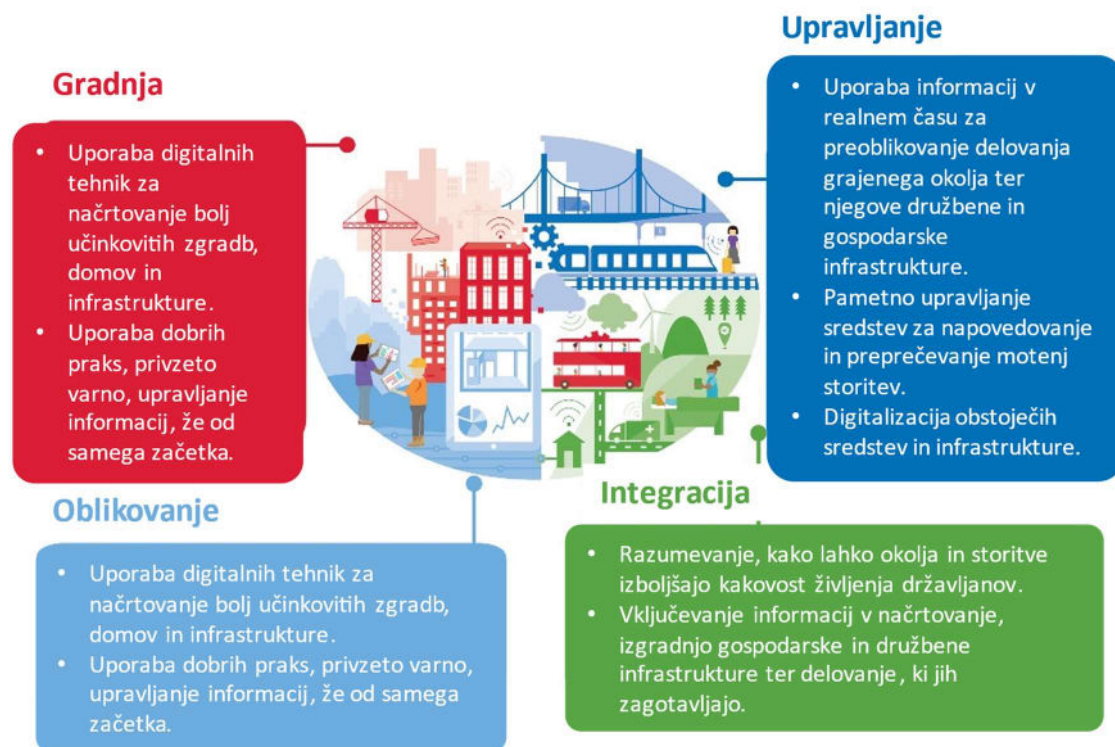 Gradnja
• Uporaba digitalnih
tehnik za
načrtovanje bolj
učinkovitih zgradb,
domov in
infrastrukture.
• Uporaba dobrih
praks, privzeto
varno, upravljanje
informacij, že od
samega začetka.
Upravljanje
• Uporaba informacij v
realnem času za
preoblikovanje delovanja
grajenega okolja ter
njegove družbene in
gospodarske
infrastrukture.
• Pametno upravljanje
sredstev za napovedovanje
in preprečevanje motenj
storitev.
• Digitalizacija obstoječih
sredstev in infrastrukture.
Oblikovanje
• Uporaba digitalnih tehnik za
načrtovanje bolj učinkovitih zgradb,
domov in infrastrukture.
• Uporaba dobrih praks, privzeto varno,
upravljanje informacij, že od samega
začetka.
Integracija
• Razumevanje, kako lahko okolja in storitve
izboljšajo kakovost življenja državljanov.
• Vključevanje informacij v načrtovanje,
izgradnjo gospodarske in družbene
infrastrukture ter delovanje , ki jih
zagotavljajo.